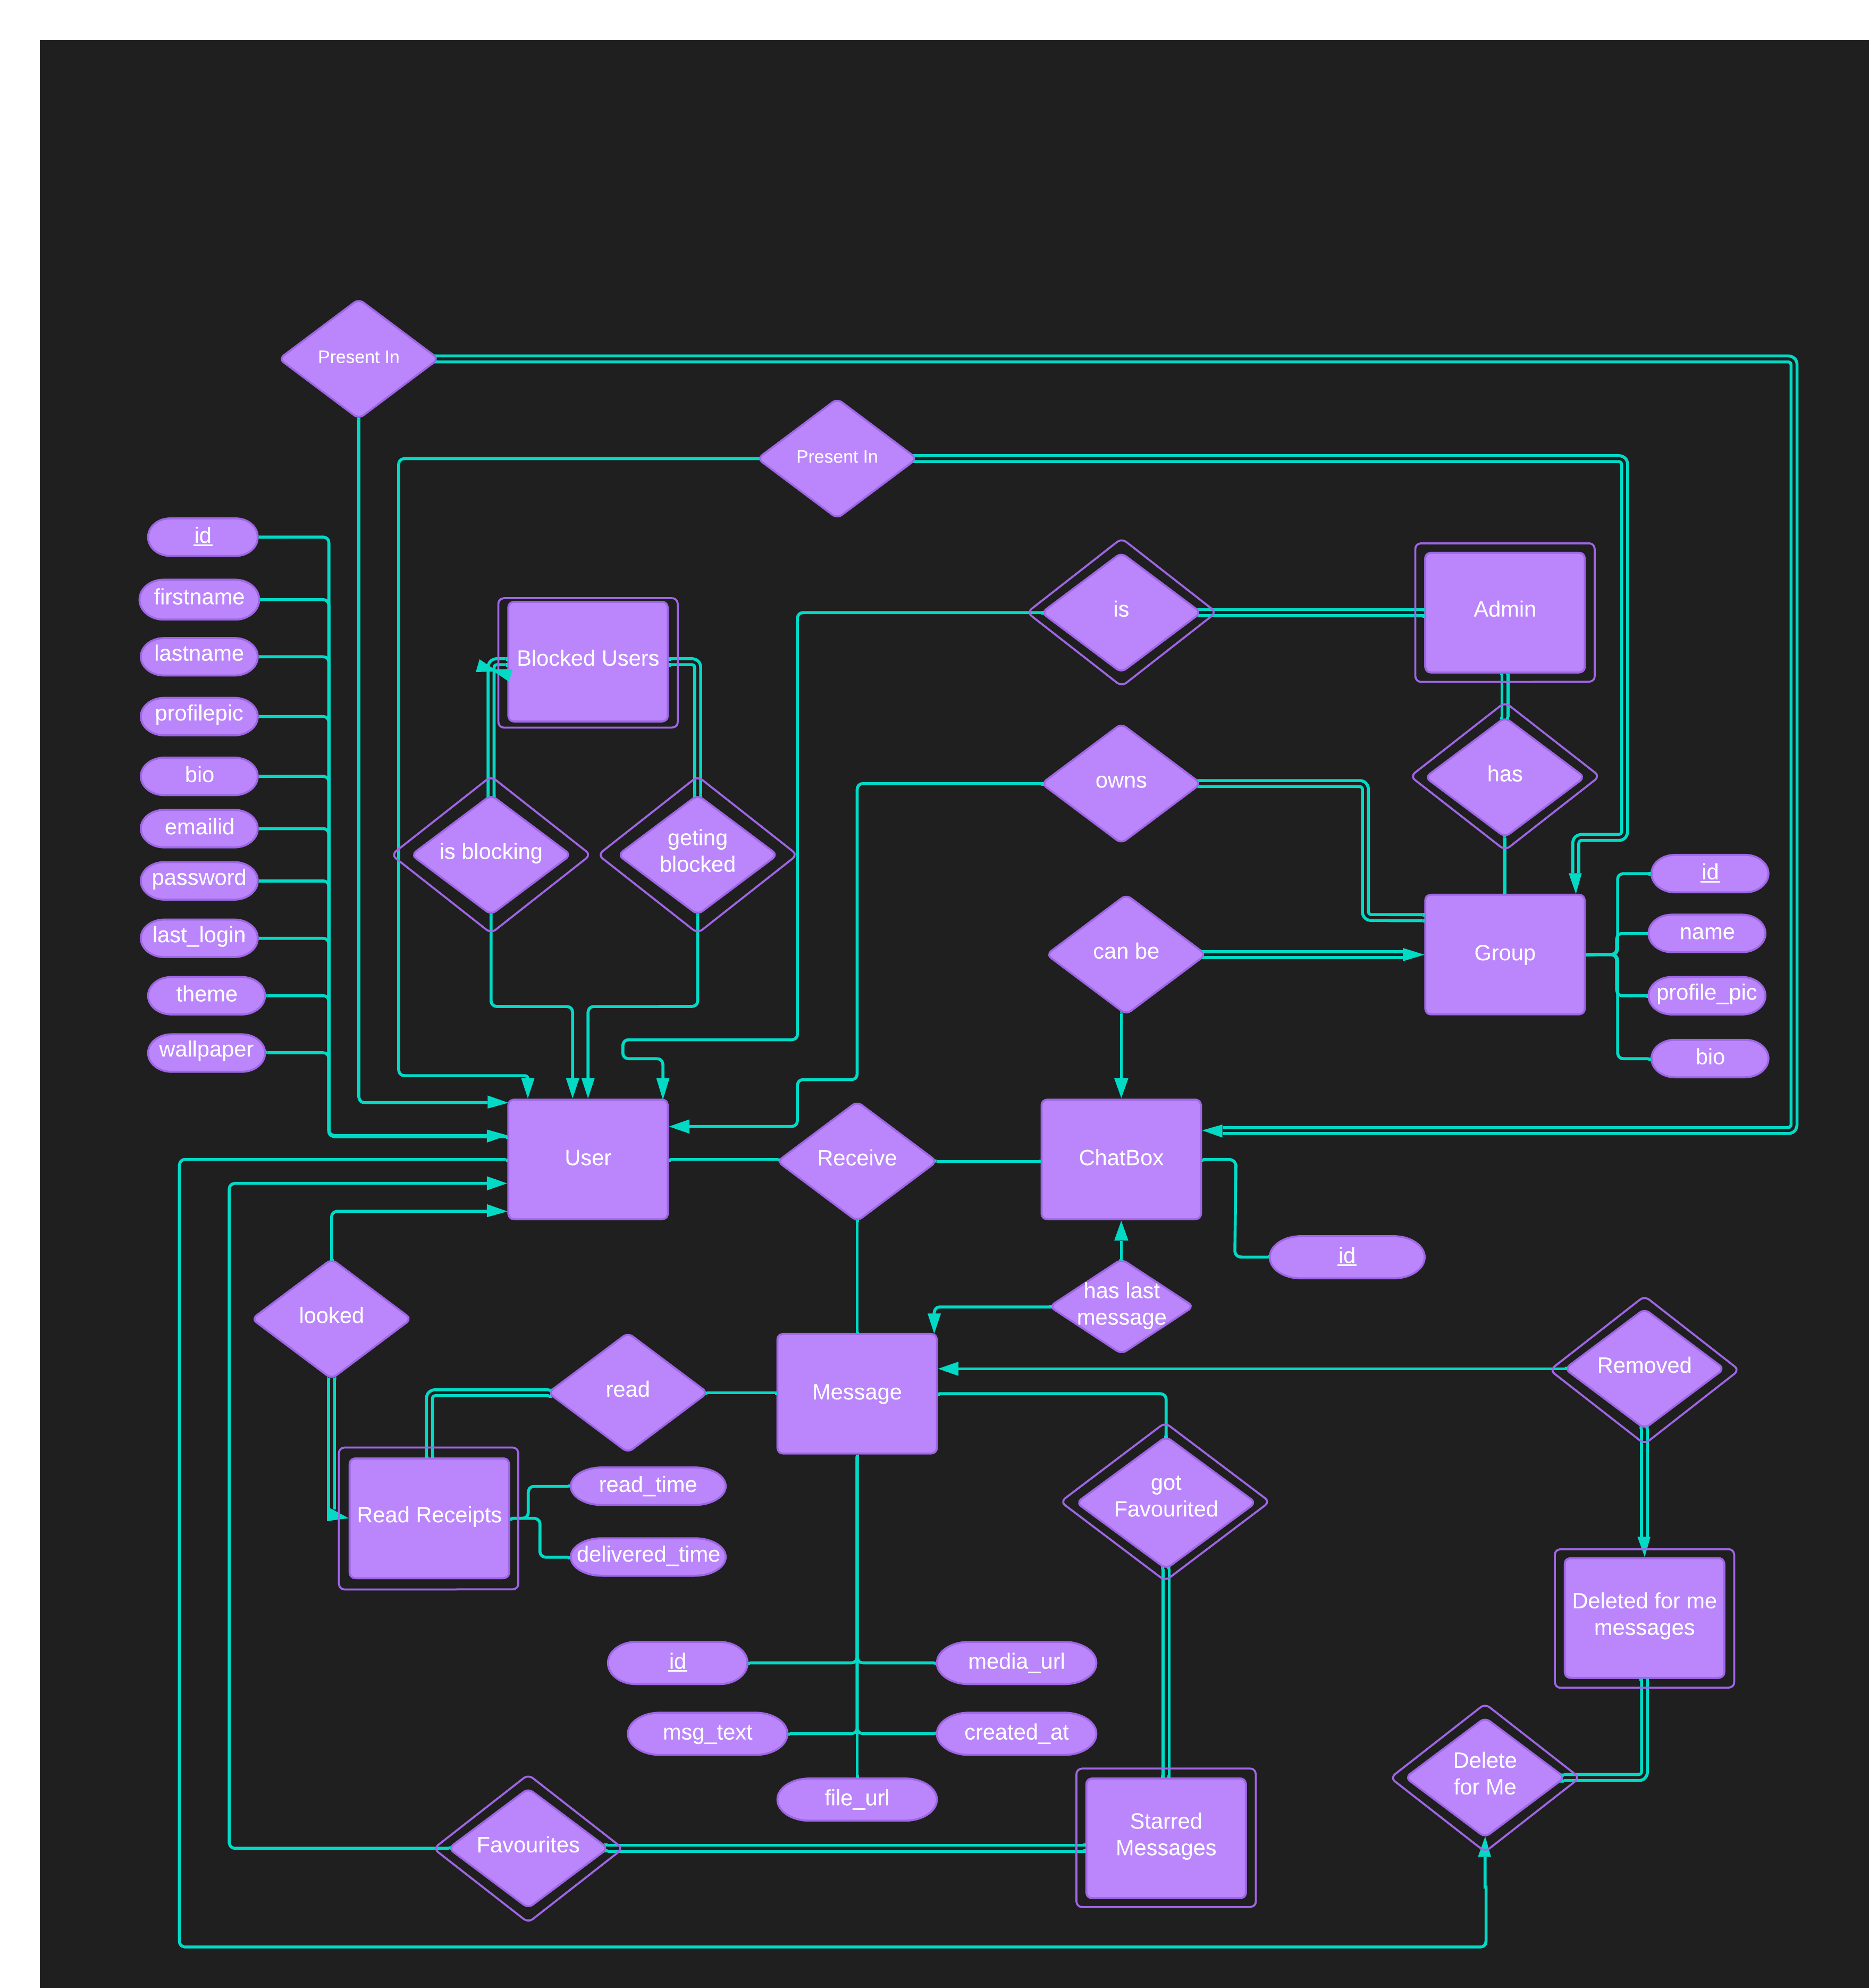 Present In
Present In
id
firstname
lastname
profilepic
bio
emailid
password
last_login
theme
wallpaper
Blocked Users
is
Admin
is blocking
geting
blocked
owns
has
can be
Group
id
name
profile_pic
bio
User
Receive
ChatBox
id
looked
has last
message
Removed
read
Message
Read Receipts
read_time
delivered_time
got
Favourited
Deleted for me
messages
id
media_url
msg_text
created_at
file_url
Delete
for Me
Favourites
Starred
Messages